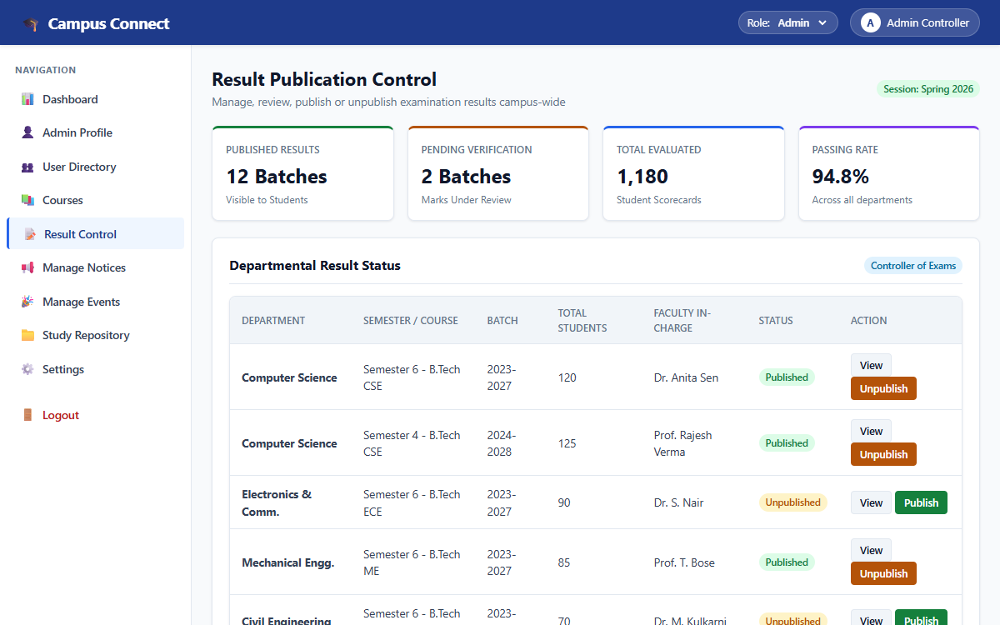 Campus Connect
Role: Admin
A Admin Controller
NAVIGATION
Dashboard
Admin Profile
User Directory
Courses
Result Control
Manage Notices
Manage Events
Study Repository
Settings
Logout
Result Publication Control
Manage, review, publish or unpublish examination results campus-wide
Session: Spring 2026
PUBLISHED RESULTS
12 Batches
Visible to Students
PENDING VERIFICATION
2 Batches
Marks Under Review
TOTAL EVALUATED
1,180
Student Scorecards
PASSING RATE
94.8%
Across all departments
Departmental Result Status
Controller of Exams
DEPARTMENT
SEMESTER / COURSE
BATCH
TOTAL
STUDENTS
FACULTY IN-
CHARGE
STATUS
ACTION
Computer Science
Semester 6 - B.Tech
CSE
2023-
2027
120
Dr. Anita Sen
Published
View
Unpublish
Computer Science
Semester 4 - B.Tech
CSE
2024-
2028
125
Prof. Rajesh
Verma
Published
View
Unpublish
Electronics &
Comm.
Semester 6 - B.Tech
ECE
2023-
2027
90
Dr. S. Nair
Unpublished
View
Publish
Mechanical Engg.
Semester 6 - B.Tech
ME
2023-
2027
85
Prof. T. Bose
Published
View
Unpublish
Civil Engineering
Semester 6 - B.Tech
2023-
70
Dr. M. Kulkarni
Unpublished
View
Publish